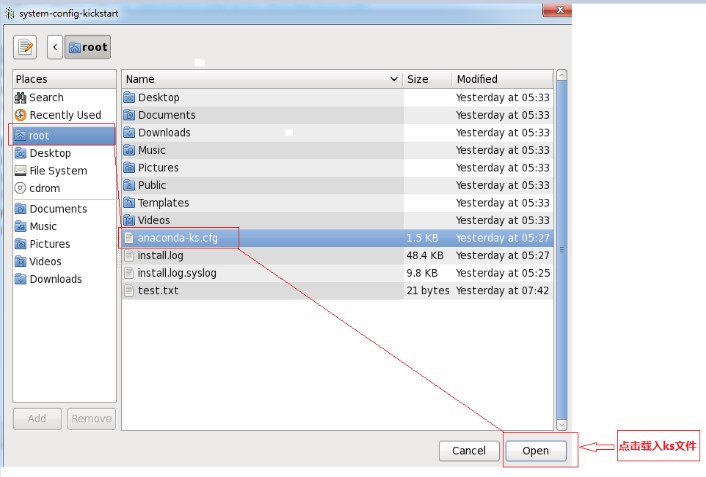 system-config-kickstart
root
Places
Name Size Modified
Search
Recently Used
root
Desktop
File System
cdrom
Documents
Music
Pictures
Videos
Downloads
Desktop Yesterday at 05:33
Documents Yesterday at 05:33
Downloads Yesterday at 05:33
Music Yesterday at 05:33
Pictures Yesterday at 05:33
Public Yesterday at 05:33
Templates Yesterday at 05:33
Videos Yesterday at 05:33
anaconda-ks.cfg 1.5 KB Yesterday at 05:27
install.log 48.4 KB Yesterday at 05:27
install.log.syslog 9.8 KB Yesterday at 05:25
test.txt 21 bytes Yesterday at 07:42
Add Remove
Cancel Open
点击载入ks文件